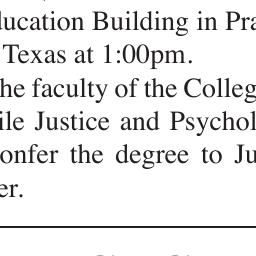 ducation Building in Pra
Texas at 1:00pm.
he faculty of the Colleg
ile Justice and Psychol
onfer the degree to Ju
er.